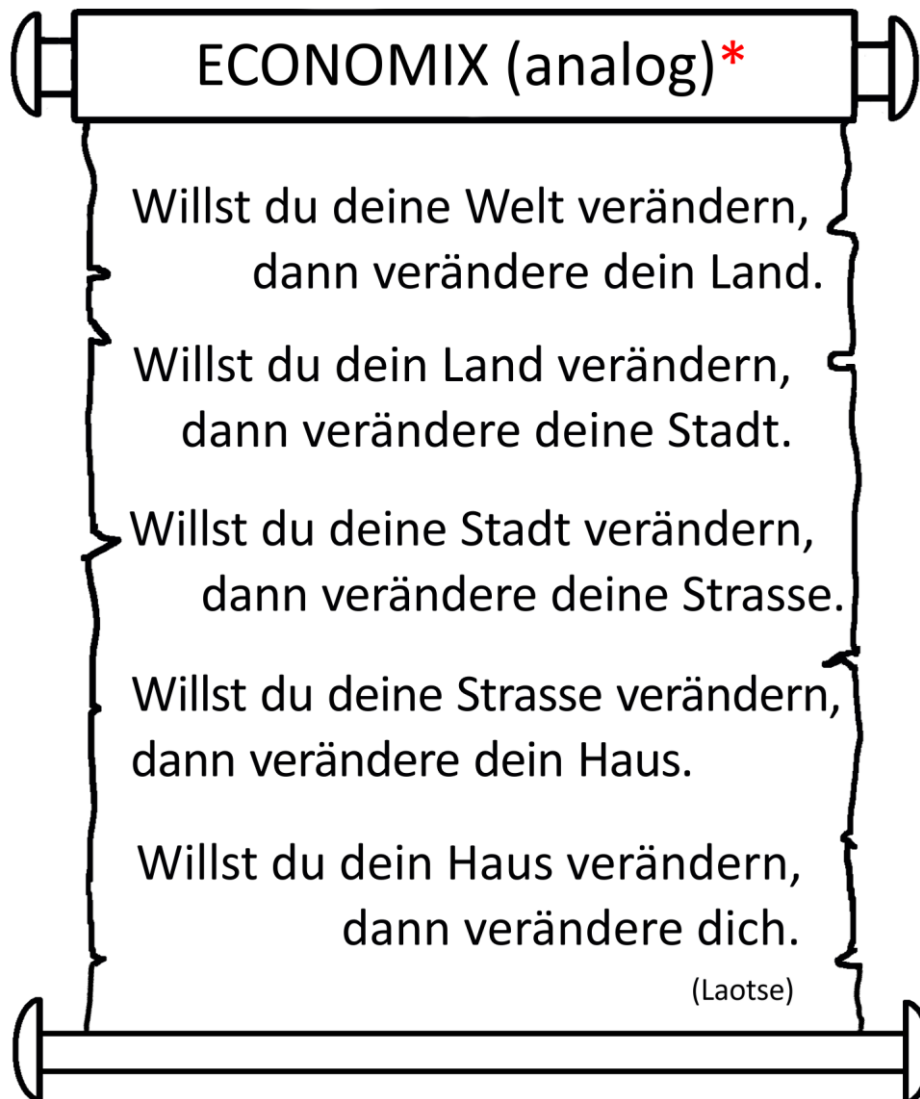 ECONOMIX (analog)*
Willst du deine Welt verändern,
dann verändere dein Land.
Willst du dein Land verändern,
dann verändere deine Stadt.
Willst du deine Stadt verändern,
dann verändere deine Strasse.
Willst du deine Strasse verändern,
dann verändere dein Haus.
Willst du dein Haus verändern,
dann verändere dich.
(Laotse)